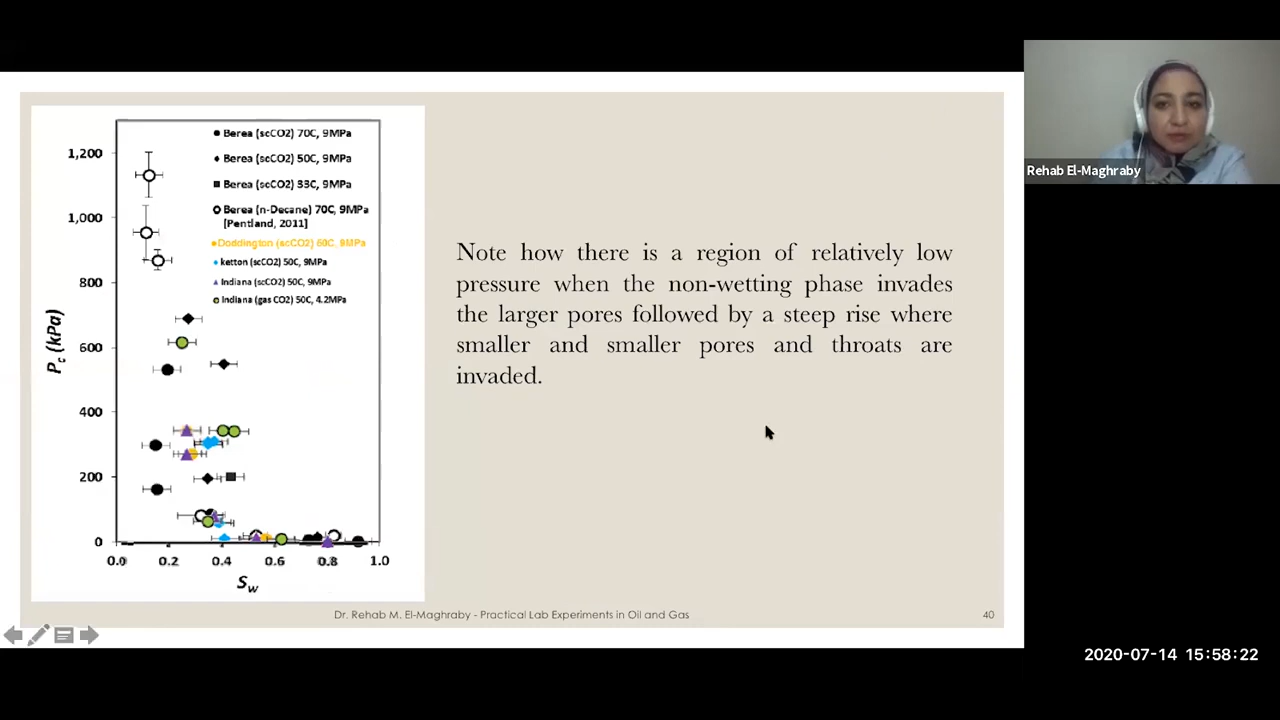 1,200
1,000
800
600
400
200
0
Pc (kPa)
0.0 0.2 0.4 0.6 0.8 1.0
Sw
Berea (scCO2) 70C, 9MPa
Berea (scCO2) 50C, 9MPa
Berea (scCO2) 33C, 9MPa
Berea (n-Decane) 70C, 9MPa
[Pentland, 2011]
Doddington (scCO2) 60C, 9MPa
ketton (scCO2) 50C, 9MPa
Indiana (scCO2) 50C, 9MPa
Indiana (gas CO2) 50C, 4.2MPa
Note how there is a region of relatively low
pressure when the non-wetting phase invades
the larger pores followed by a steep rise where
smaller and smaller pores and throats are
invaded.
Dr. Rehab M. El-Maghraby - Practical Lab Experiments in Oil and Gas
40
Rehab El-Maghraby
2020-07-14 15:58:22